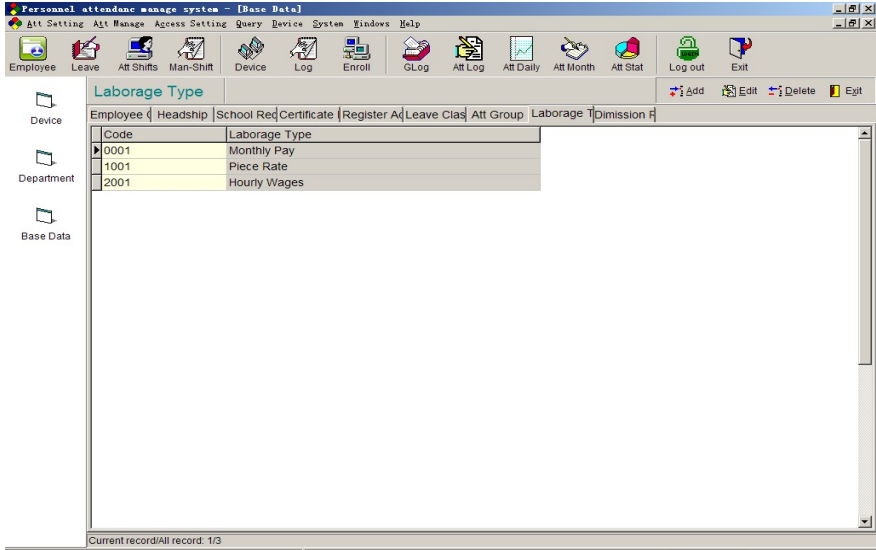 Personnel attendanc manage system - [Base Data]
Att Setting Att Manage Access Setting Query Device System Windows Help
Employee Leave Att Shifts Man-Shift Device Log Enroll GLog Att Log Att Daily Att Month Att Stat Log out Exit
Laborage Type Add Edit Delete Exit
Employee Headship School Rec Certificate Register Ac Leave Clas Att Group Laborage T Dimission F
Device
Department
Base Data
Code Laborage Type
0001 Monthly Pay
1001 Piece Rate
2001 Hourly Wages
Current record/All record: 1/3